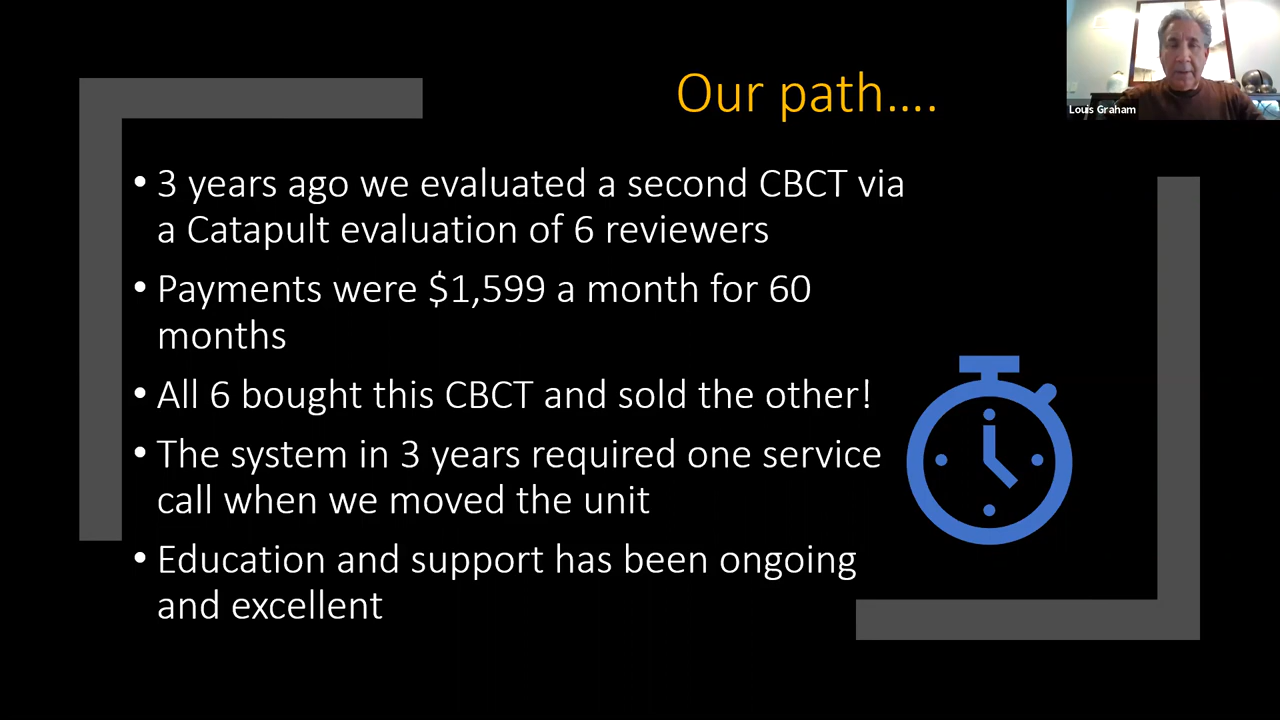 Our path....
Louis Graham
• 3 years ago we evaluated a second CBCT via
a Catapult evaluation of 6 reviewers
• Payments were $1,599 a month for 60
months
• All 6 bought this CBCT and sold the other!
• The system in 3 years required one service
call when we moved the unit
• Education and support has been ongoing
and excellent